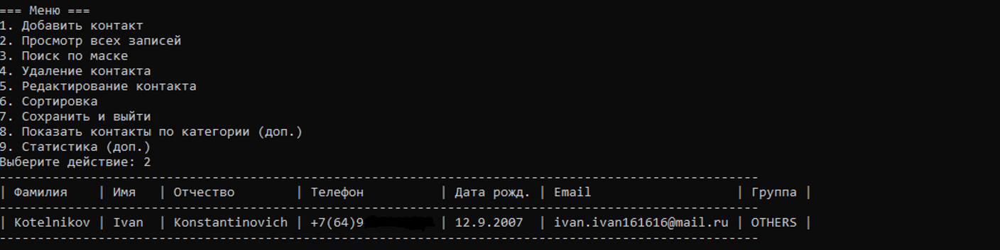 === Меню ===
1. Добавить контакт
2. Просмотр всех записей
3. Поиск по маске
4. Удаление контакта
5. Редактирование контакта
6. Сортировка
7. Сохранить и выйти
8. Показать контакты по категории (доп.)
9. Статистика (доп.)
Выберите действие: 2
-----------------------------------------------------------------------------------------------------
| Фамилия | Имя | Отчество | Телефон | Дата рожд. | Email | Группа |
-----------------------------------------------------------------------------------------------------
| Kotelnikov | Ivan | Konstantinovich | +7(64)9 | 12.9.2007 | ivan.ivan161616@mail.ru | OTHERS |
-----------------------------------------------------------------------------------------------------